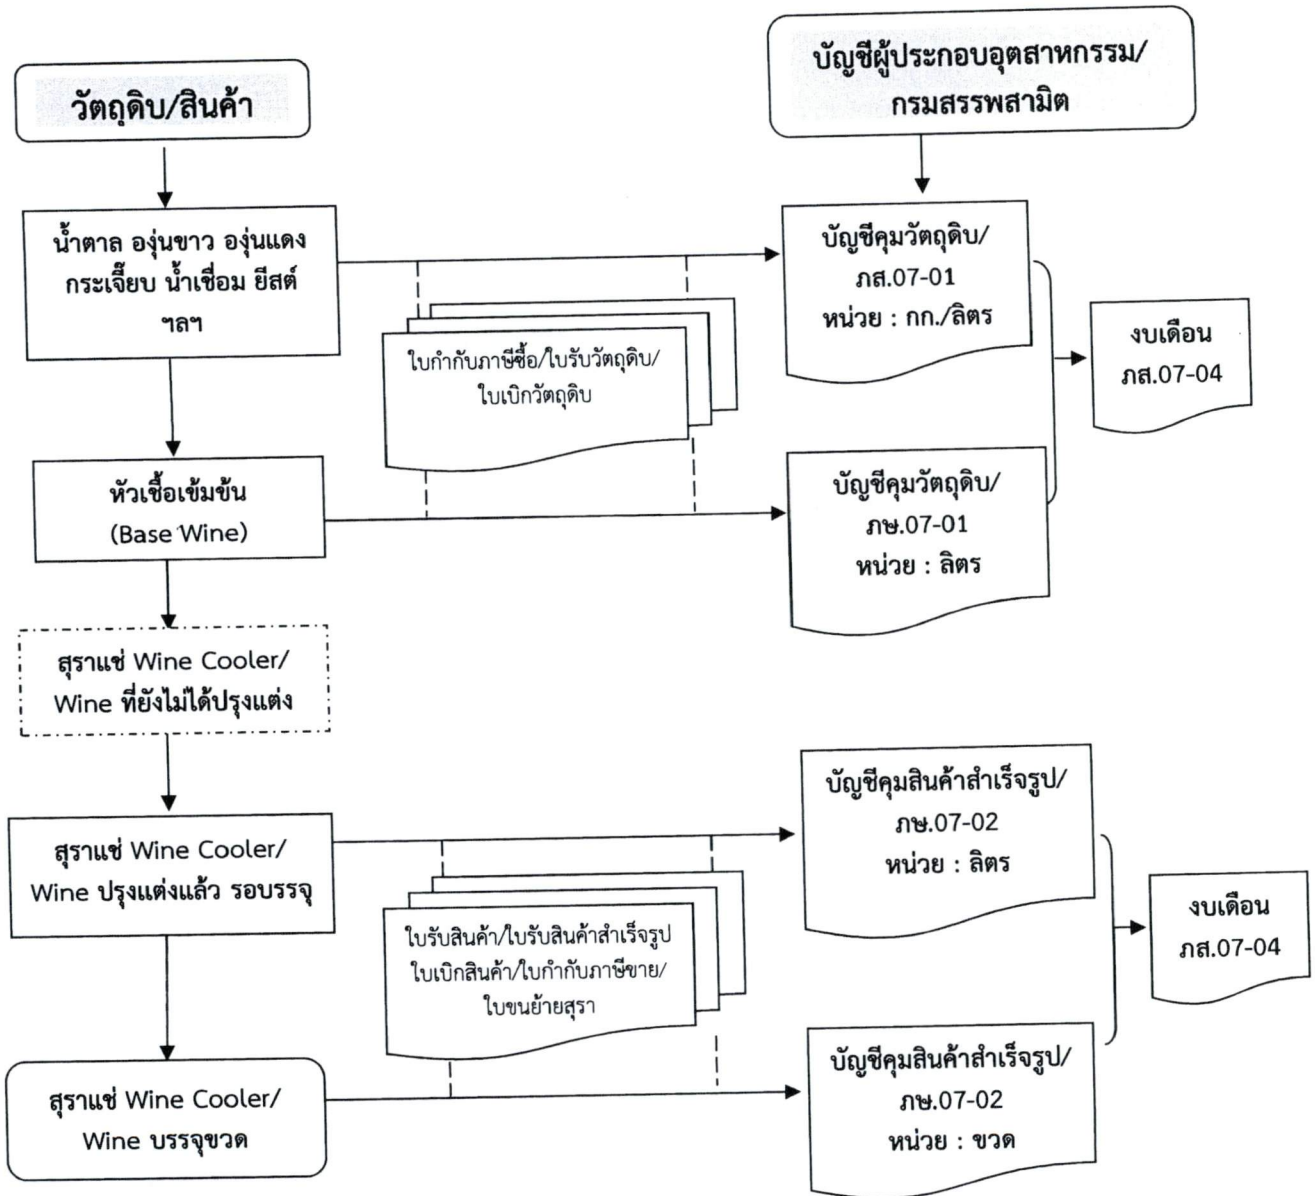 วัตถุดิบ/สินค้า
บัญชีผู้ประกอบอุตสาหกรรม/
กรมสรรพสามิต
น้ำตาล องุ่นขาว องุ่นแดง
กระเจี๊ยบ น้ำเชื่อม ยีสต์
ฯลฯ
ใบกำกับภาษีซื้อ/ใบรับวัตถุดิบ/
ใบเบิกวัตถุดิบ
บัญชีคุมวัตถุดิบ/
ภส.07-01
หน่วย : กก./ลิตร
งบเดือน
ภส.07-04
หัวเชื้อเข้มข้น
(Base Wine)
บัญชีคุมวัตถุดิบ/
ภษ.07-01
หน่วย : ลิตร
สุราแช่ Wine Cooler/
Wine ที่ยังไม่ได้ปรุงแต่ง
สุราแช่ Wine Cooler/
Wine ปรุงแต่งแล้ว รอบรรจุ
ใบรับสินค้า/ใบรับสินค้าสำเร็จรูป
ใบเบิกสินค้า/ใบกำกับภาษีขาย/
ใบขนย้ายสุรา
บัญชีคุมสินค้าสำเร็จรูป/
ภษ.07-02
หน่วย : ลิตร
งบเดือน
ภส.07-04
สุราแช่ Wine Cooler/
Wine บรรจุขวด
บัญชีคุมสินค้าสำเร็จรูป/
ภษ.07-02
หน่วย : ขวด